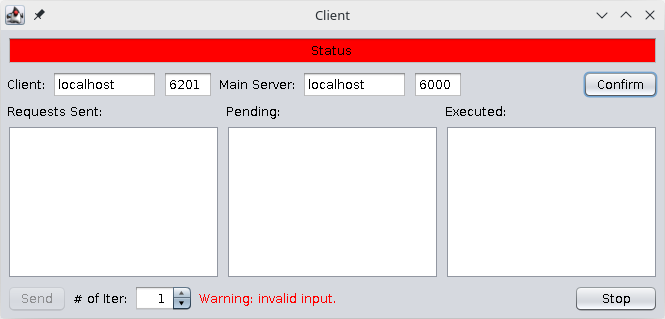 Client
Status
Client: localhost 6201 Main Server: localhost 6000 Confirm
Requests Sent: Pending: Executed:
Send # of Iter: 1 Warning: invalid input. Stop